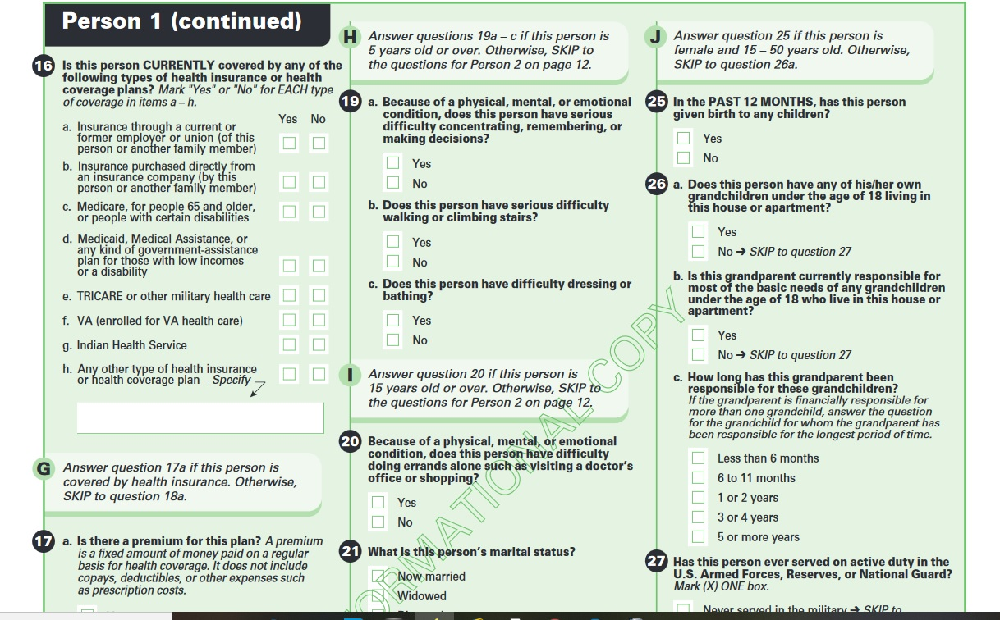 Person 1 (continued)
16 Is this person CURRENTLY covered by any of the
following types of health insurance or health
coverage plans? Mark "Yes" or "No" for EACH type
of coverage in items a – h.
Yes No
a. Insurance through a current or
former employer or union (of this
person or another family member)
b. Insurance purchased directly from
an insurance company (by this
person or another family member)
c. Medicare, for people 65 and older,
or people with certain disabilities
d. Medicaid, Medical Assistance, or
any kind of government-assistance
plan for those with low incomes
or a disability
e. TRICARE or other military health care
f. VA (enrolled for VA health care)
g. Indian Health Service
h. Any other type of health insurance
or health coverage plan – Specify
G Answer question 17a if this person is
covered by health insurance. Otherwise,
SKIP to question 18a.
17 a. Is there a premium for this plan? A premium
is a fixed amount of money paid on a regular
basis for health coverage. It does not include
copays, deductibles, or other expenses such
as prescription costs.
H Answer questions 19a – c if this person is
5 years old or over. Otherwise, SKIP to
the questions for Person 2 on page 12.
19 a. Because of a physical, mental, or emotional
condition, does this person have serious
difficulty concentrating, remembering, or
making decisions?
Yes
No
b. Does this person have serious difficulty
walking or climbing stairs?
Yes
No
c. Does this person have difficulty dressing or
bathing?
Yes
No
I Answer question 20 if this person is
15 years old or over. Otherwise, SKIP to
the questions for Person 2 on page 12.
20 Because of a physical, mental, or emotional
condition, does this person have difficulty
doing errands alone such as visiting a doctor's
office or shopping?
Yes
No
21 What is this person's marital status?
Now married
Widowed
J Answer question 25 if this person is
female and 15 – 50 years old. Otherwise,
SKIP to question 26a.
25 In the PAST 12 MONTHS, has this person
given birth to any children?
Yes
No
26 a. Does this person have any of his/her own
grandchildren under the age of 18 living in
this house or apartment?
Yes
No ➔ SKIP to question 27
b. Is this grandparent currently responsible for
most of the basic needs of any grandchildren
under the age of 18 who live in this house or
apartment?
Yes
No ➔ SKIP to question 27
c. How long has this grandparent been
responsible for these grandchildren?
If the grandparent is financially responsible for
more than one grandchild, answer the question
for the grandchild for whom the grandparent has
been responsible for the longest period of time.
Less than 6 months
6 to 11 months
1 or 2 years
3 or 4 years
5 or more years
27 Has this person ever served on active duty in the
U.S. Armed Forces, Reserves, or National Guard?
Mark (X) ONE box.
Never served in the military ➔ SKIP to
ORMATIONAL COPY